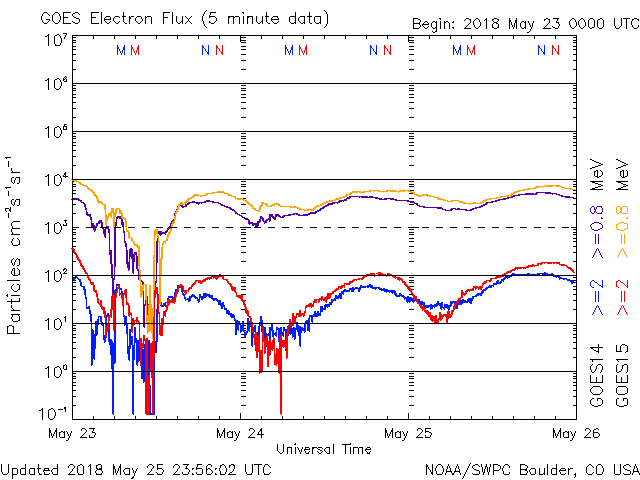 GOES Electron Flux (5 minute data)
Begin: 2018 May 23 0000 UTC
M M N N M M N N M M N N
10⁷
10⁶
10⁵
10⁴
10³
10²
10¹
10⁰
10⁻¹
Particles cm⁻²s⁻¹sr⁻¹
May 23 May 24 May 25 May 26
Universal Time
GOES14 >=2 >=0.8 MeV
GOES15 >=2 >=0.8 MeV
Updated 2018 May 25 23:56:02 UTC
NOAA/SWPC Boulder, CO USA